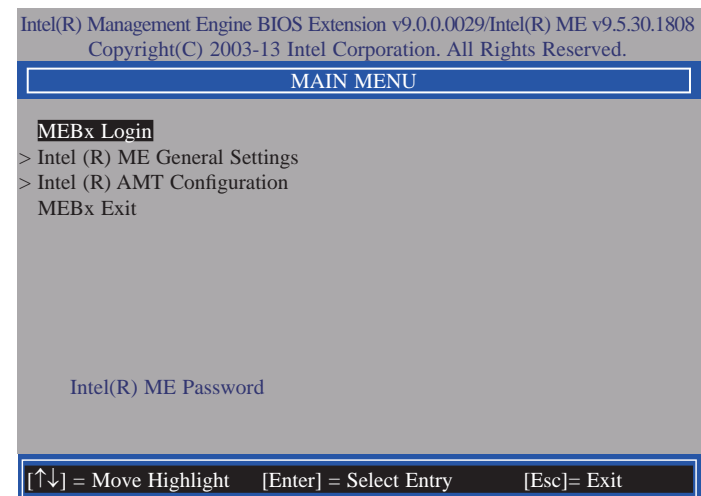 Intel(R) Management Engine BIOS Extension v9.0.0.0029/Intel(R) ME v9.5.30.1808
Copyright(C) 2003-13 Intel Corporation. All Rights Reserved.
MAIN MENU
MEBx Login
> Intel (R) ME General Settings
> Intel (R) AMT Configuration
MEBx Exit
Intel(R) ME Password
[↑↓] = Move Highlight [Enter] = Select Entry [Esc]= Exit